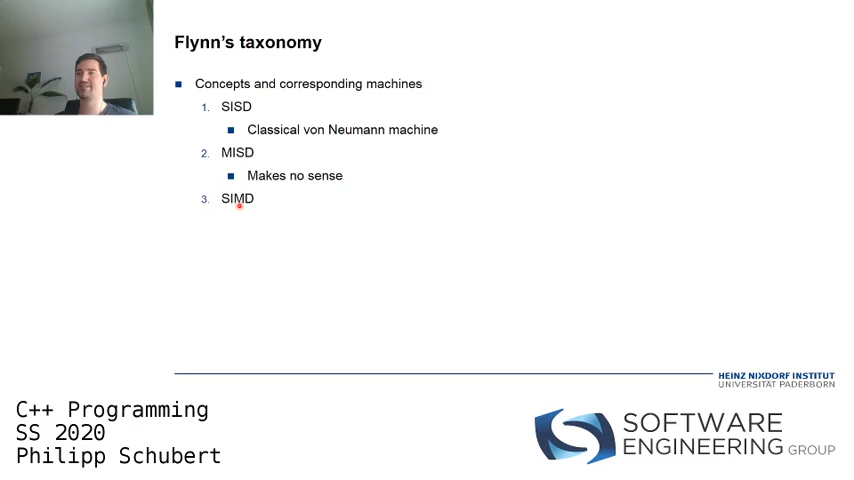 Flynn's taxonomy
Concepts and corresponding machines
1. SISD
Classical von Neumann machine
2. MISD
Makes no sense
3. SIMD
HEINZ NIXDORF INSTITUT
UNIVERSITÄT PADERBORN
C++ Programming
SS 2020
Philipp Schubert
SOFTWARE
ENGINEERING GROUP